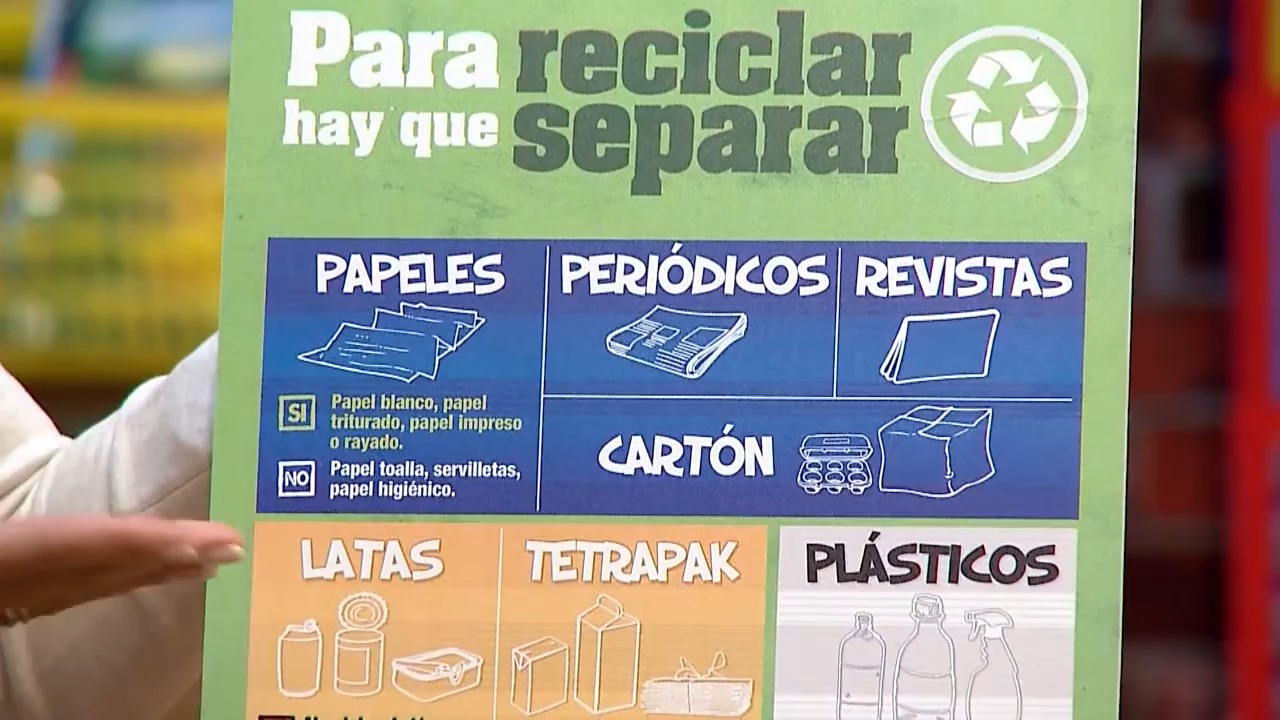 Para reciclar
hay que separar
PAPELES
SI
Papel blanco, papel
triturado, papel impreso
o rayado.
NO
Papel toalla, servilletas,
papel higiénico.
PERIÓDICOS
REVISTAS
CARTÓN
LATAS
TETRAPAK
PLÁSTICOS